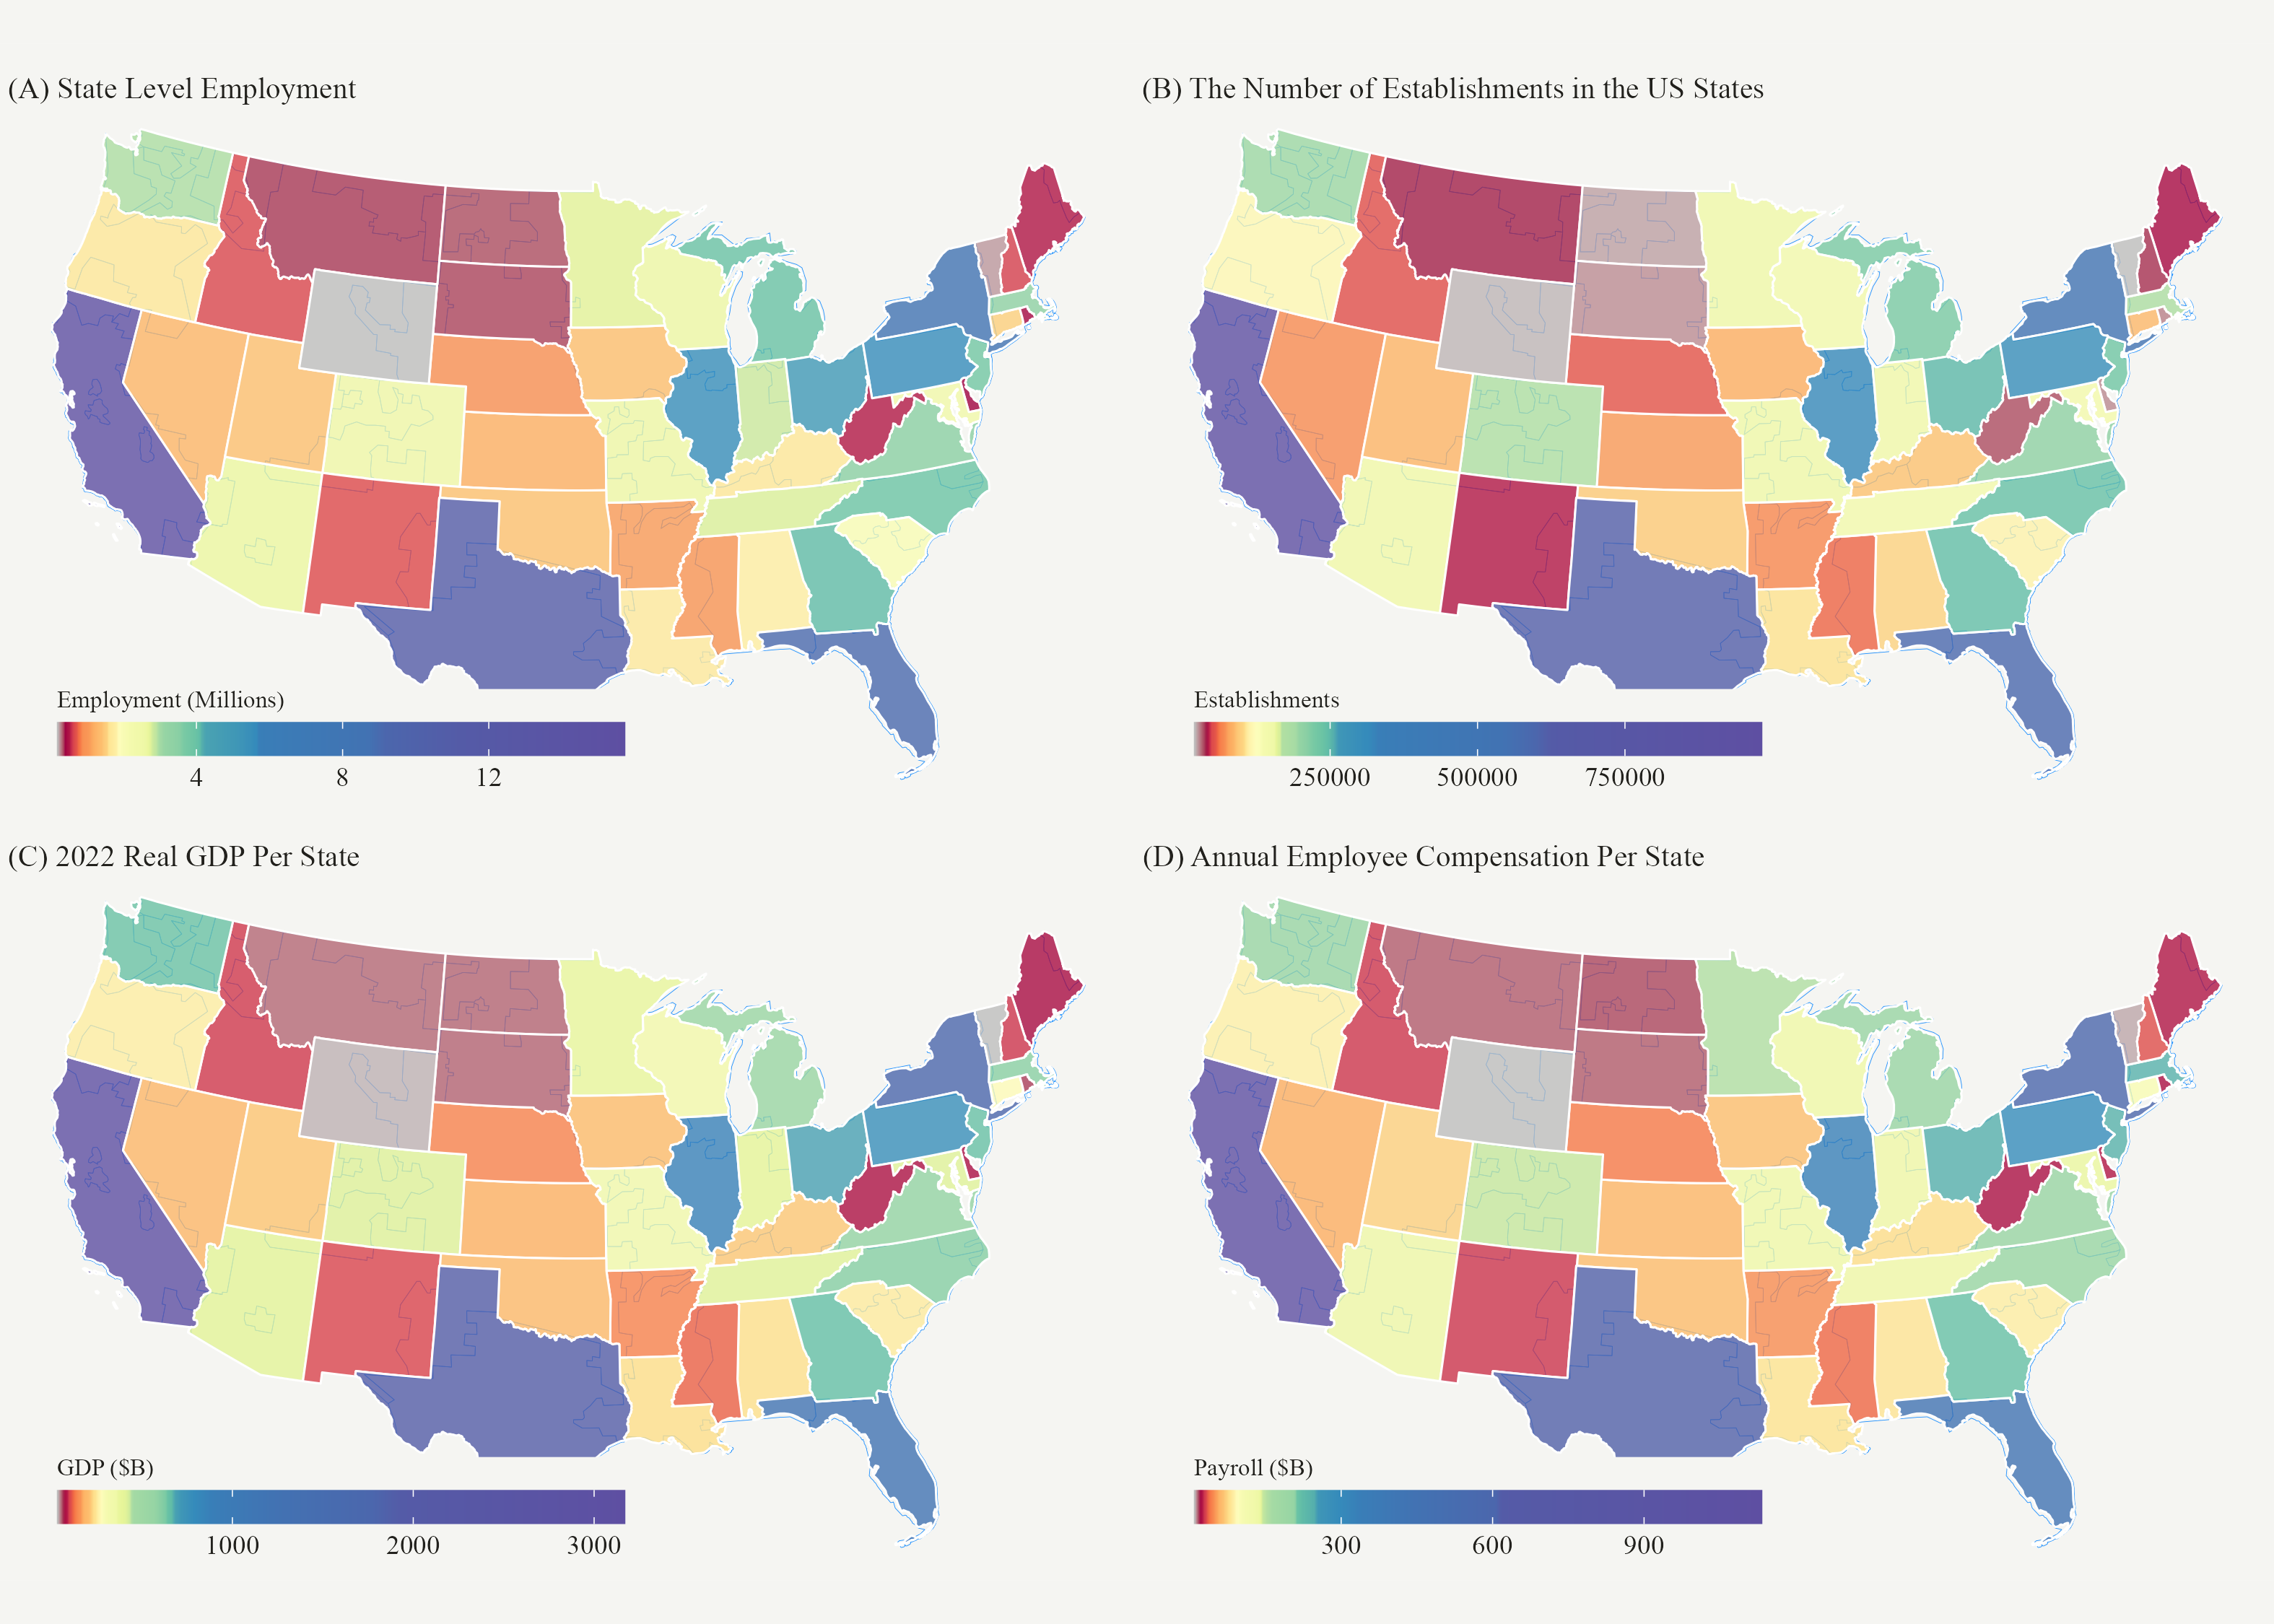 (A) State Level Employment
Employment (Millions)
4 8 12
(B) The Number of Establishments in the US States
Establishments
250000 500000 750000
(C) 2022 Real GDP Per State
GDP ($B)
1000 2000 3000
(D) Annual Employee Compensation Per State
Payroll ($B)
300 600 900